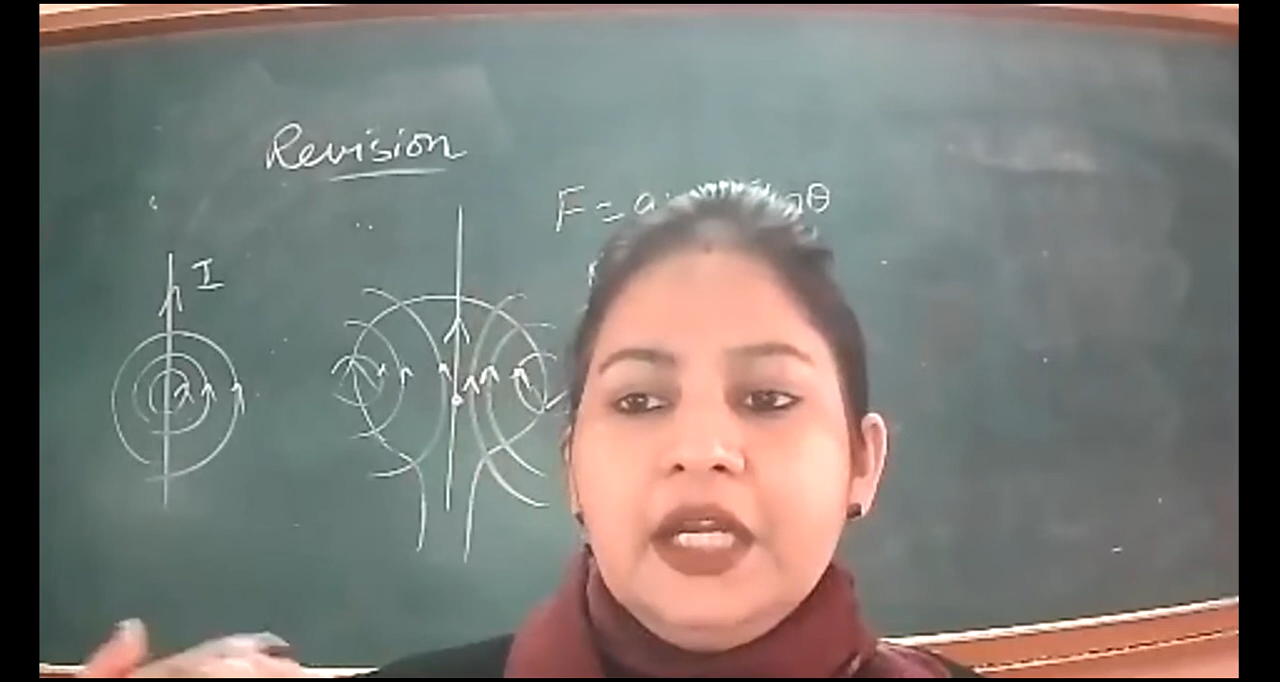 Revision
F =
θ
I